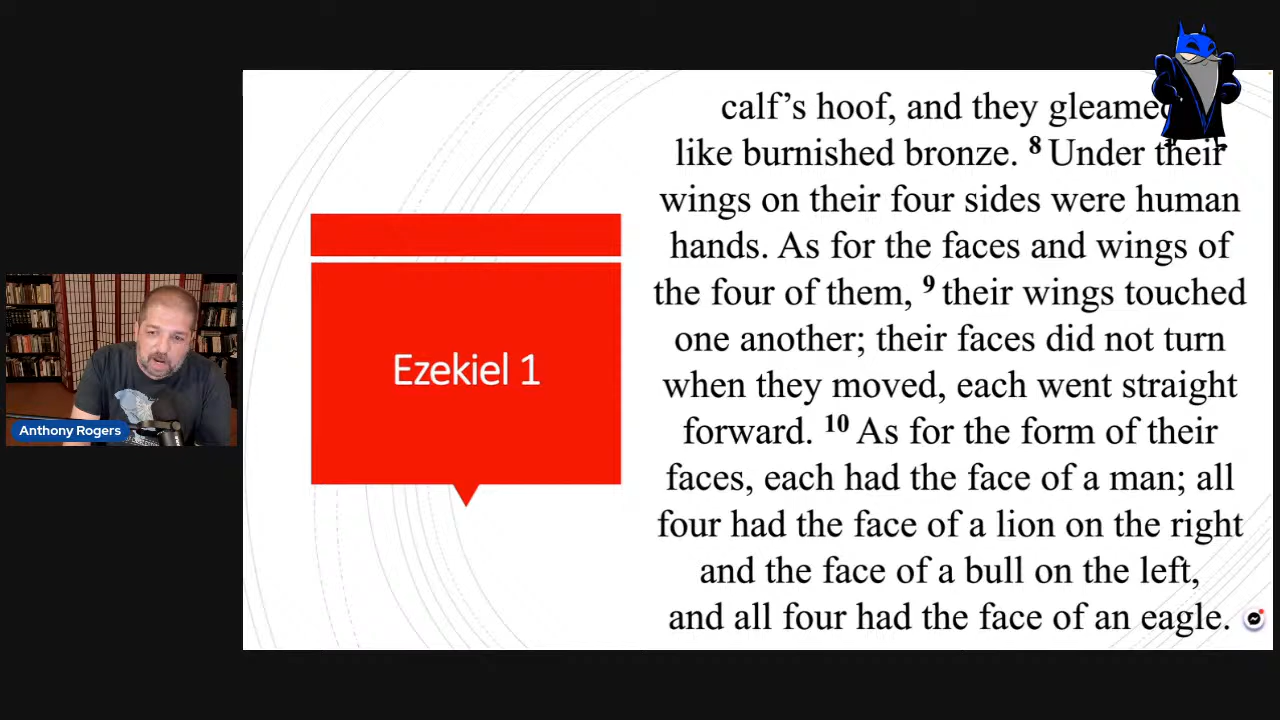 calf’s hoof, and they gleamed
like burnished bronze. 8 Under their
wings on their four sides were human
hands. As for the faces and wings of
the four of them, 9 their wings touched
one another; their faces did not turn
when they moved, each went straight
forward. 10 As for the form of their
faces, each had the face of a man; all
four had the face of a lion on the right
and the face of a bull on the left,
and all four had the face of an eagle.
Ezekiel 1
Anthony Rogers